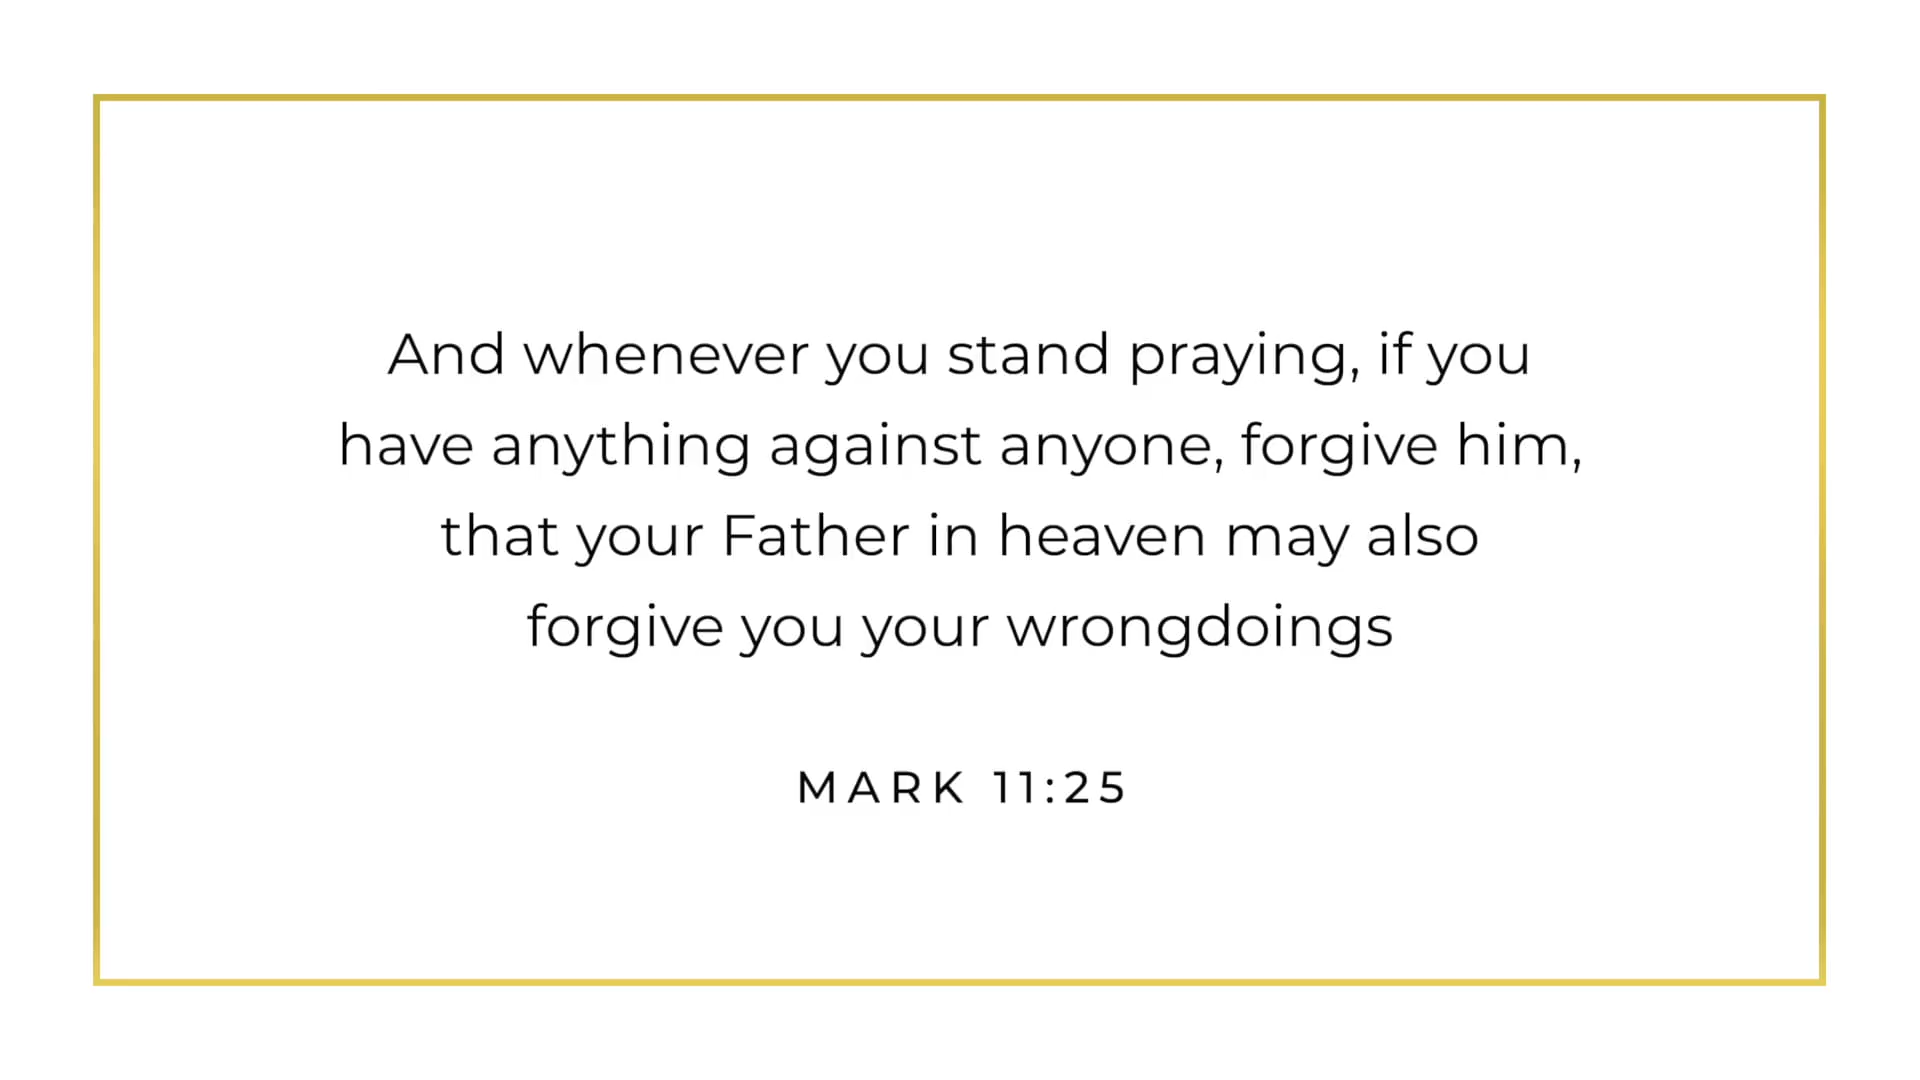 And whenever you stand praying, if you
have anything against anyone, forgive him,
that your Father in heaven may also
forgive you your wrongdoings
MARK 11:25